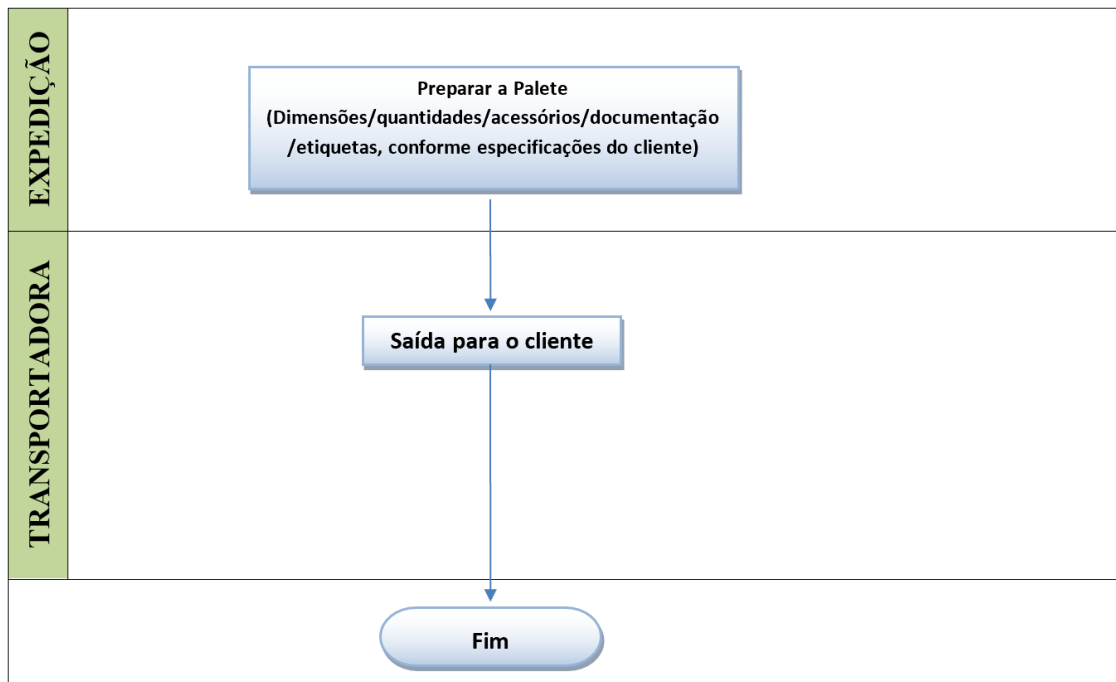 EXPEDIÇÃO
Preparar a Palete
(Dimensões/quantidades/acessórios/documentação
/etiquetas, conforme especificações do cliente)
TRANSPORTADORA
Saída para o cliente
Fim